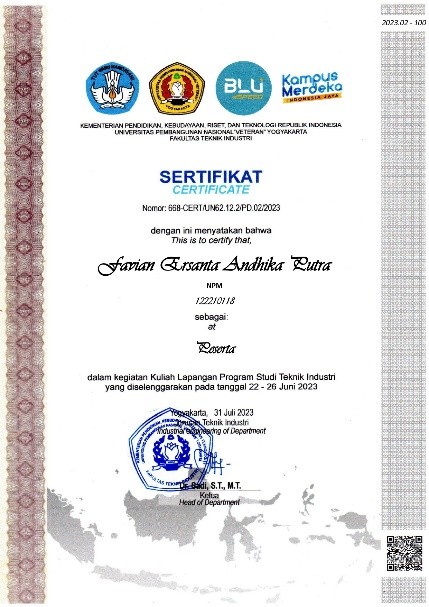 2023.02 - 100
BLU
Kampus
Merdeka
INDONESIA JAYA
KEMENTERIAN PENDIDIKAN, KEBUDAYAAN, RISET, DAN TEKNOLOGI REPUBLIK INDONESIA
UNIVERSITAS PEMBANGUNAN NASIONAL"VETERAN" YOGYAKARTA
FAKULTAS TEKNIK INDUSTRI
SERTIFIKAT
CERTIFICATE
Nomor: 668-CERT/UN62.12.2/PD.02/2023
dengan ini menyatakan bahwa
This is to certify that,
Favian Ersanta Andhika Putra
NPM
122210118
sebagai:
at
Peserta
dalam kegiatan Kuliah Lapangan Program Studi Teknik Industri
yang diselenggarakan pada tanggal 22 - 26 Juni 2023
Yogyakarta, 31 Juli 2023
Jurusan Teknik Industri
Industrial Engineering of Department
Dr. Sadi, S.T., M.T.
Ketua
Head of Department